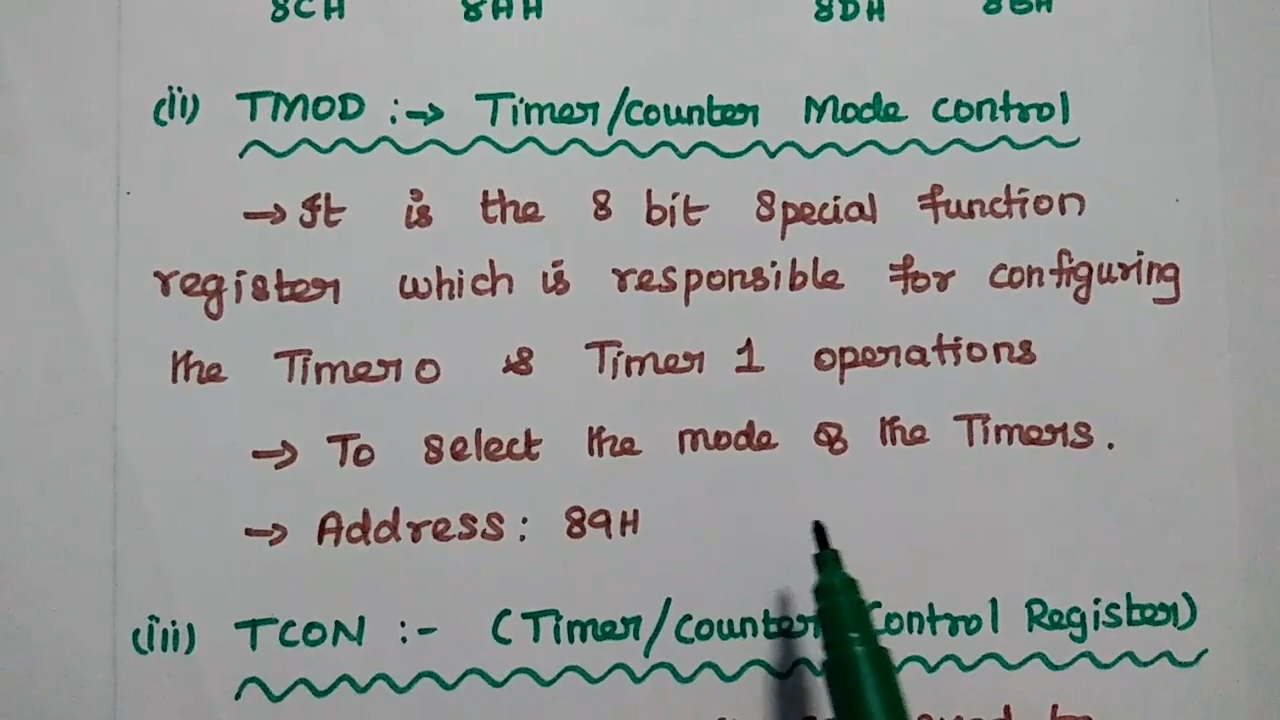 8CH 8AH 8DH 8BH
(ii) TMOD :→ Timer/counter Mode control
→ It is the 8 bit Special function
register which is responsible for configuring
the Timer 0 & Timer 1 operations
→ To select the mode of the Timers.
→ Address: 89H
(iii) TCON :- (Timer/counter Control Register)